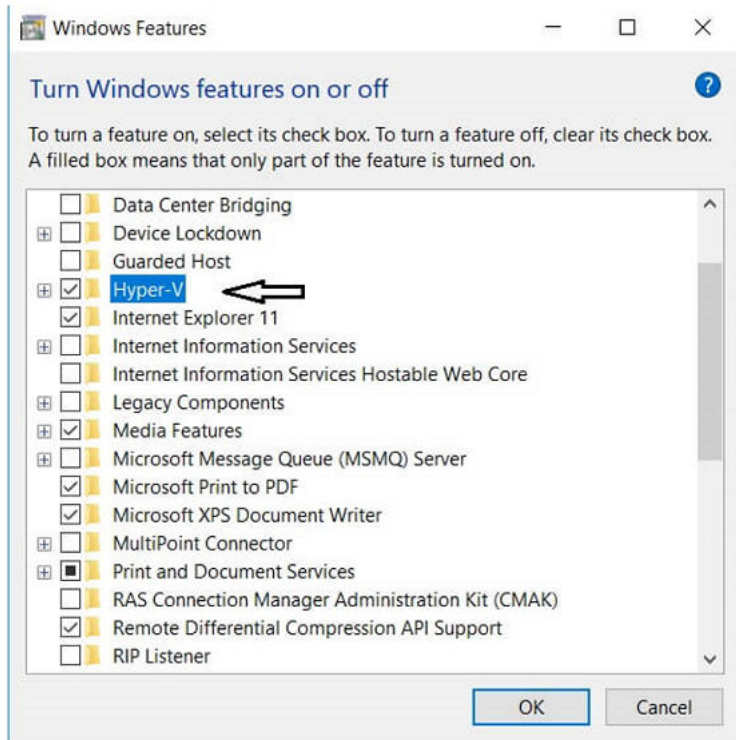 Windows Features
Turn Windows features on or off
?
To turn a feature on, select its check box. To turn a feature off, clear its check box.
A filled box means that only part of the feature is turned on.
Data Center Bridging
Device Lockdown
Guarded Host
Hyper-V
Internet Explorer 11
Internet Information Services
Internet Information Services Hostable Web Core
Legacy Components
Media Features
Microsoft Message Queue (MSMQ) Server
Microsoft Print to PDF
Microsoft XPS Document Writer
MultiPoint Connector
Print and Document Services
RAS Connection Manager Administration Kit (CMAK)
Remote Differential Compression API Support
RIP Listener
OK Cancel